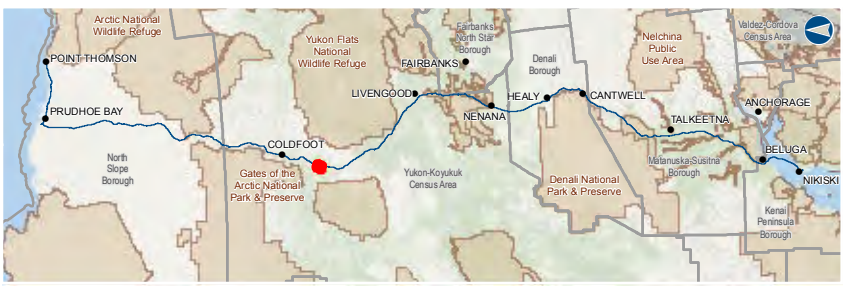 Arctic National
Wildlife Refuge
Yukon Flats
National
Wildlife Refuge
Fairbanks
North Star
Borough
Valdez-Cordova
Census Area
Nelchina
Public
Use Area
Denali
Borough
POINT THOMSON
FAIRBANKS
LIVENGOOD
HEALY
CANTWELL
ANCHORAGE
PRUDHOE BAY
NENANA
TALKEETNA
COLDFOOT
BELUGA
North
Slope
Borough
Gates of the
Arctic National
Park & Preserve
Yukon-Koyukuk
Census Area
Denali National
Park & Preserve
Matanuska-Susitna
Borough
NIKISKI
Kenai
Peninsula
Borough